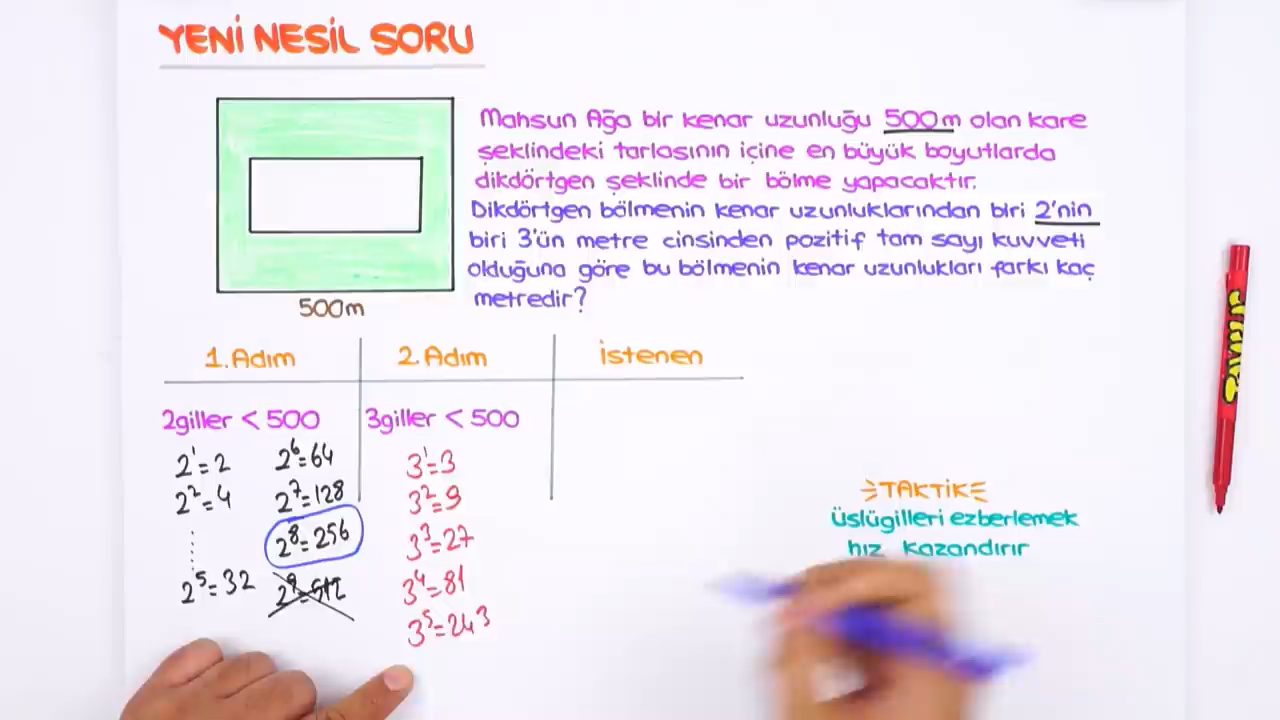 YENİ NESİL SORU
Mahsun Ağa bir kenar uzunluğu 500m olan kare
şeklindeki tarlasının içine en büyük boyutlarda
dikdörtgen şeklinde bir bölme yapacaktır.
Dikdörtgen bölmenin kenar uzunluklarından biri 2'nin
biri 3'ün metre cinsinden pozitif tam sayı kuvveti
olduğuna göre bu bölmenin kenar uzunlukları farkı kaç
metredir?
500m
1. Adım
2giller < 500
2¹=2
2²=4
2⁵=32
2⁶=64
2⁷=128
2⁸=256
2⁹=512
2. Adım
3giller < 500
3¹=3
3²=9
3³=27
3⁴=81
3⁵=243
İstenen
TAKTİK
üslügilleri ezberlemek
hız kazandırır